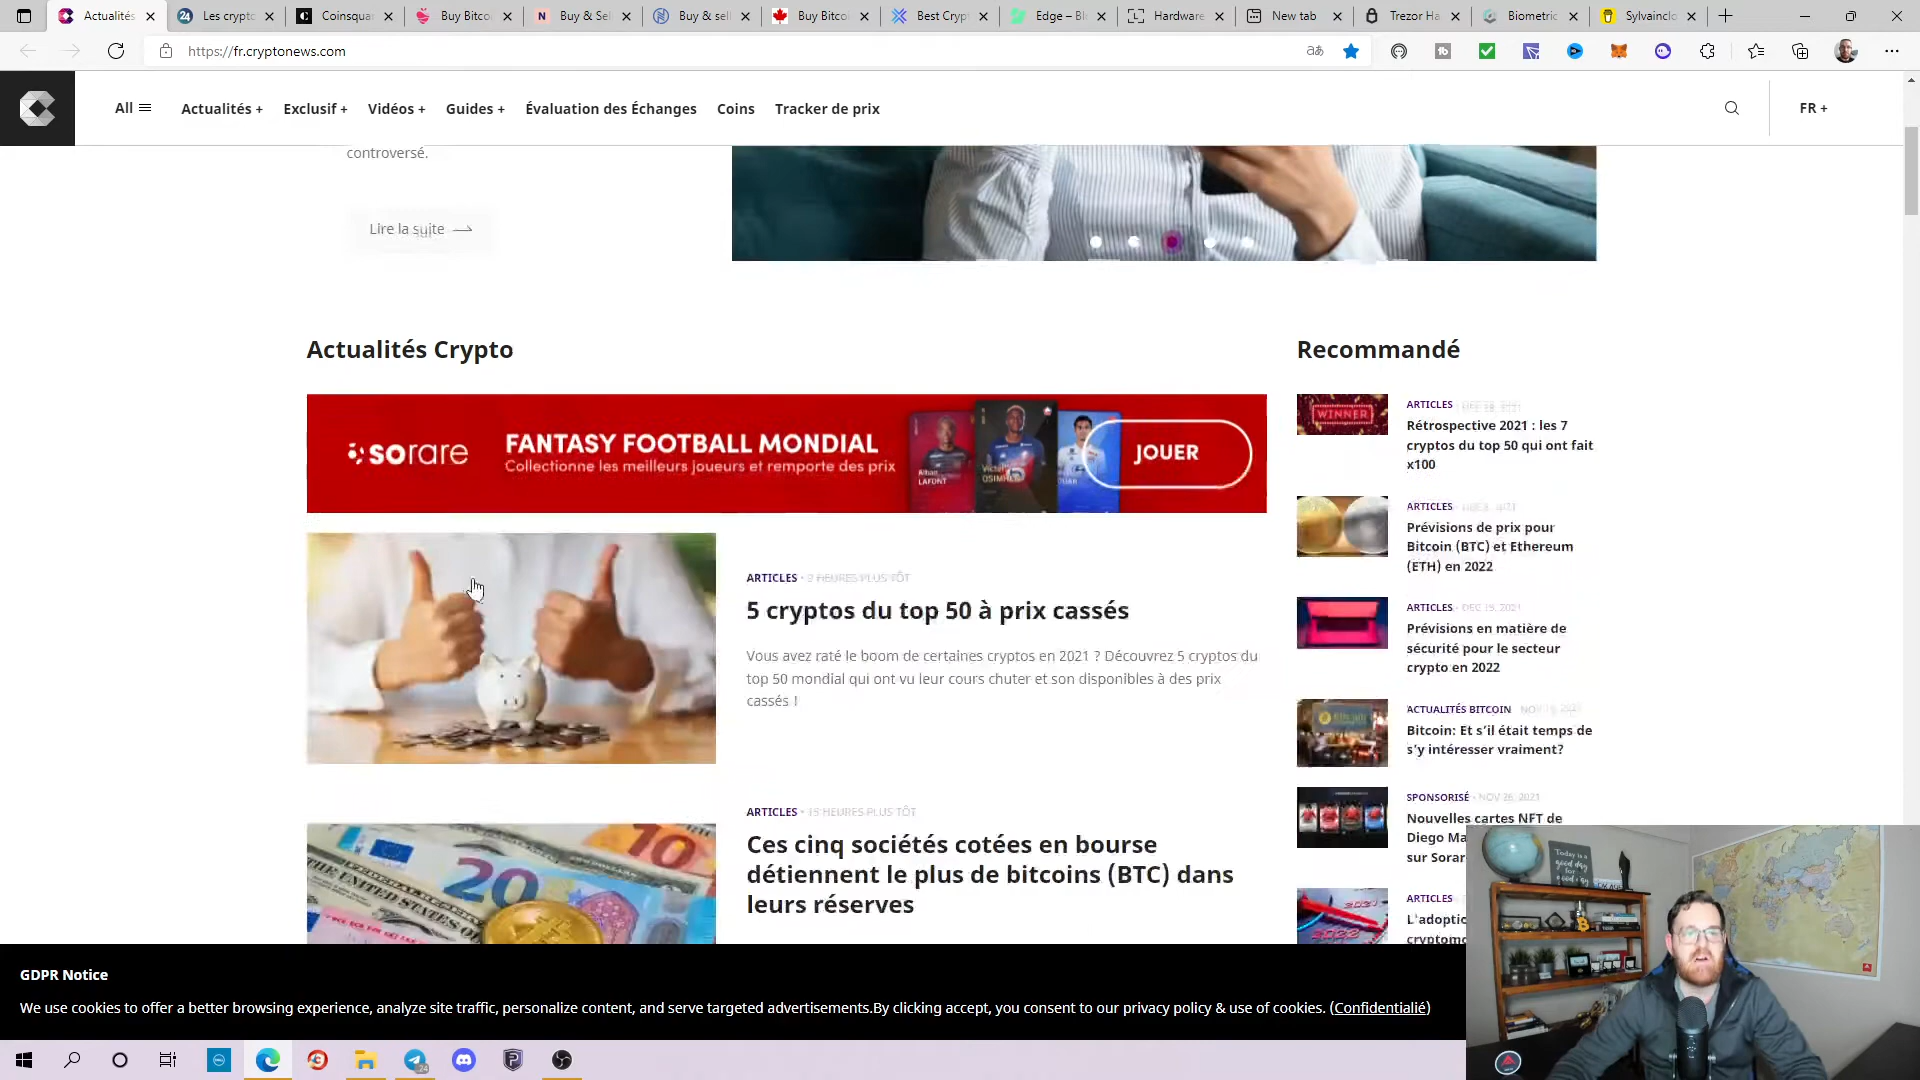 Actualités
Les crypto
Coinsqua
Buy Bitco
Buy & Sel
Buy & sell
Buy Bitco
Best Cryp
Edge – Bl
Hardware
New tab
Trezor Ha
Biometric
Sylvainclo
https://fr.cryptonews.com
All
Actualités +
Exclusif +
Vidéos +
Guides +
Évaluation des Échanges
Coins
Tracker de prix
FR +
controversé.
Lire la suite
Actualités Crypto
sorare
FANTASY FOOTBALL MONDIAL
Collectionne les meilleurs joueurs et remporte des prix
JOUER
ARTICLES · 2 HEURES PLUS TÔT
5 cryptos du top 50 à prix cassés
Vous avez raté le boom de certaines cryptos en 2021 ? Découvrez 5 cryptos du
top 50 mondial qui ont vu leur cours chuter et son disponibles à des prix
cassés !
ARTICLES · 15 HEURES PLUS TÔT
Ces cinq sociétés cotées en bourse
détiennent le plus de bitcoins (BTC) dans
leurs réserves
Recommandé
WINNER
ARTICLES
Rétrospective 2021 : les 7
cryptos du top 50 qui ont fait
x100
ARTICLES
Prévisions de prix pour
Bitcoin (BTC) et Ethereum
(ETH) en 2022
ARTICLES
Prévisions en matière de
sécurité pour le secteur
crypto en 2022
ACTUALITÉS BITCOIN
Bitcoin: Et s'il était temps de
s'y intéresser vraiment?
SPONSORISÉ · NOV 26, 2021
Nouvelles cartes NFT de
Diego Ma
sur Sorar
ARTICLES
L'adoptio
cryptomo
GDPR Notice
We use cookies to offer a better browsing experience, analyze site traffic, personalize content, and serve targeted advertisements.By clicking accept, you consent to our privacy policy & use of cookies. (Confidentialié)